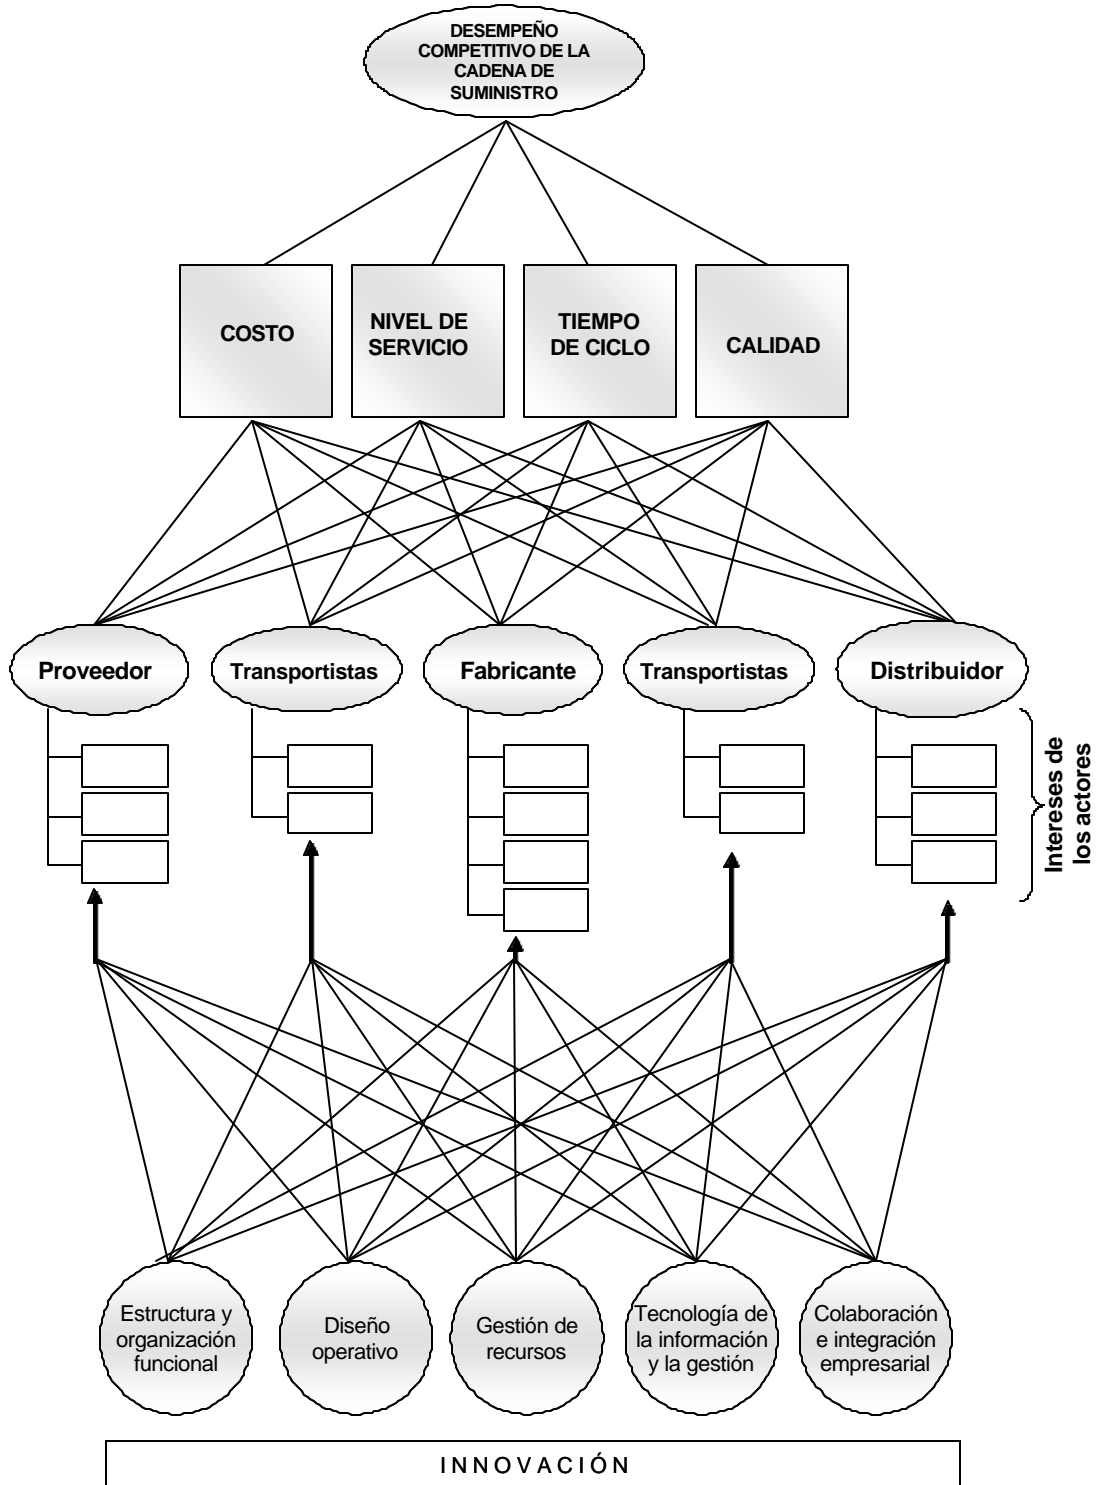 DESEMPEÑO
COMPETITIVO DE LA
CADENA DE
SUMINISTRO
COSTO
NIVEL DE
SERVICIO
TIEMPO
DE CICLO
CALIDAD
Proveedor
Transportistas
Fabricante
Transportistas
Distribuidor
Intereses de
los actores
Estructura y
organización
funcional
Diseño
operativo
Gestión de
recursos
Tecnología de
la información
y la gestión
Colaboración
e integración
empresarial
INNOVACIÓN